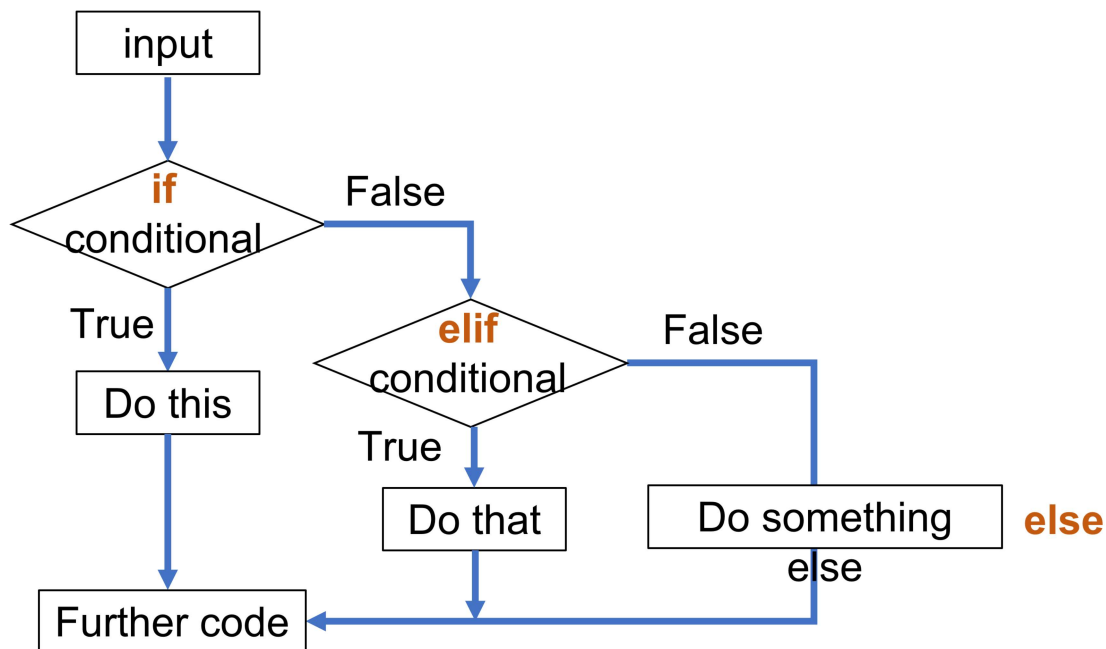 input
if
conditional
False
True
elif
conditional
False
Do this
True
Do that
Do something
else
else
Further code